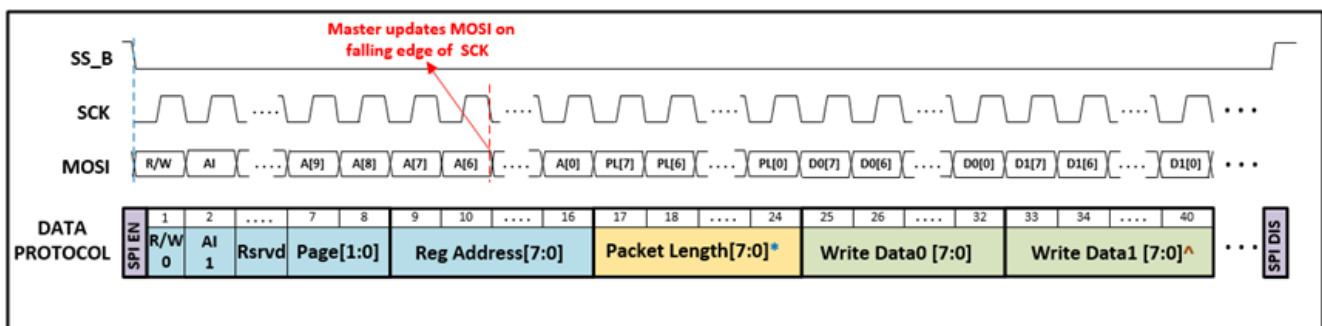 Master updates MOSI on
falling edge of SCK
SS_B
SCK ..... ..... ..... ..... ..... • • •
MOSI R/W AI ..... A[9] A[8] A[7] A[6] ..... A[0] PL[7] PL[6] ..... PL[0] D0[7] D0[6] ..... D0[0] D1[7] D1[6] ..... D1[0] • • •
1 2 .... 7 8 9 10 .... 16 17 18 .... 24 25 26 .... 32 33 34 .... 40
DATA PROTOCOL SPI EN R/W 0 AI 1 Rsrvd Page[1:0] Reg Address[7:0] Packet Length[7:0]* Write Data0 [7:0] Write Data1 [7:0]^ • • • SPI DIS